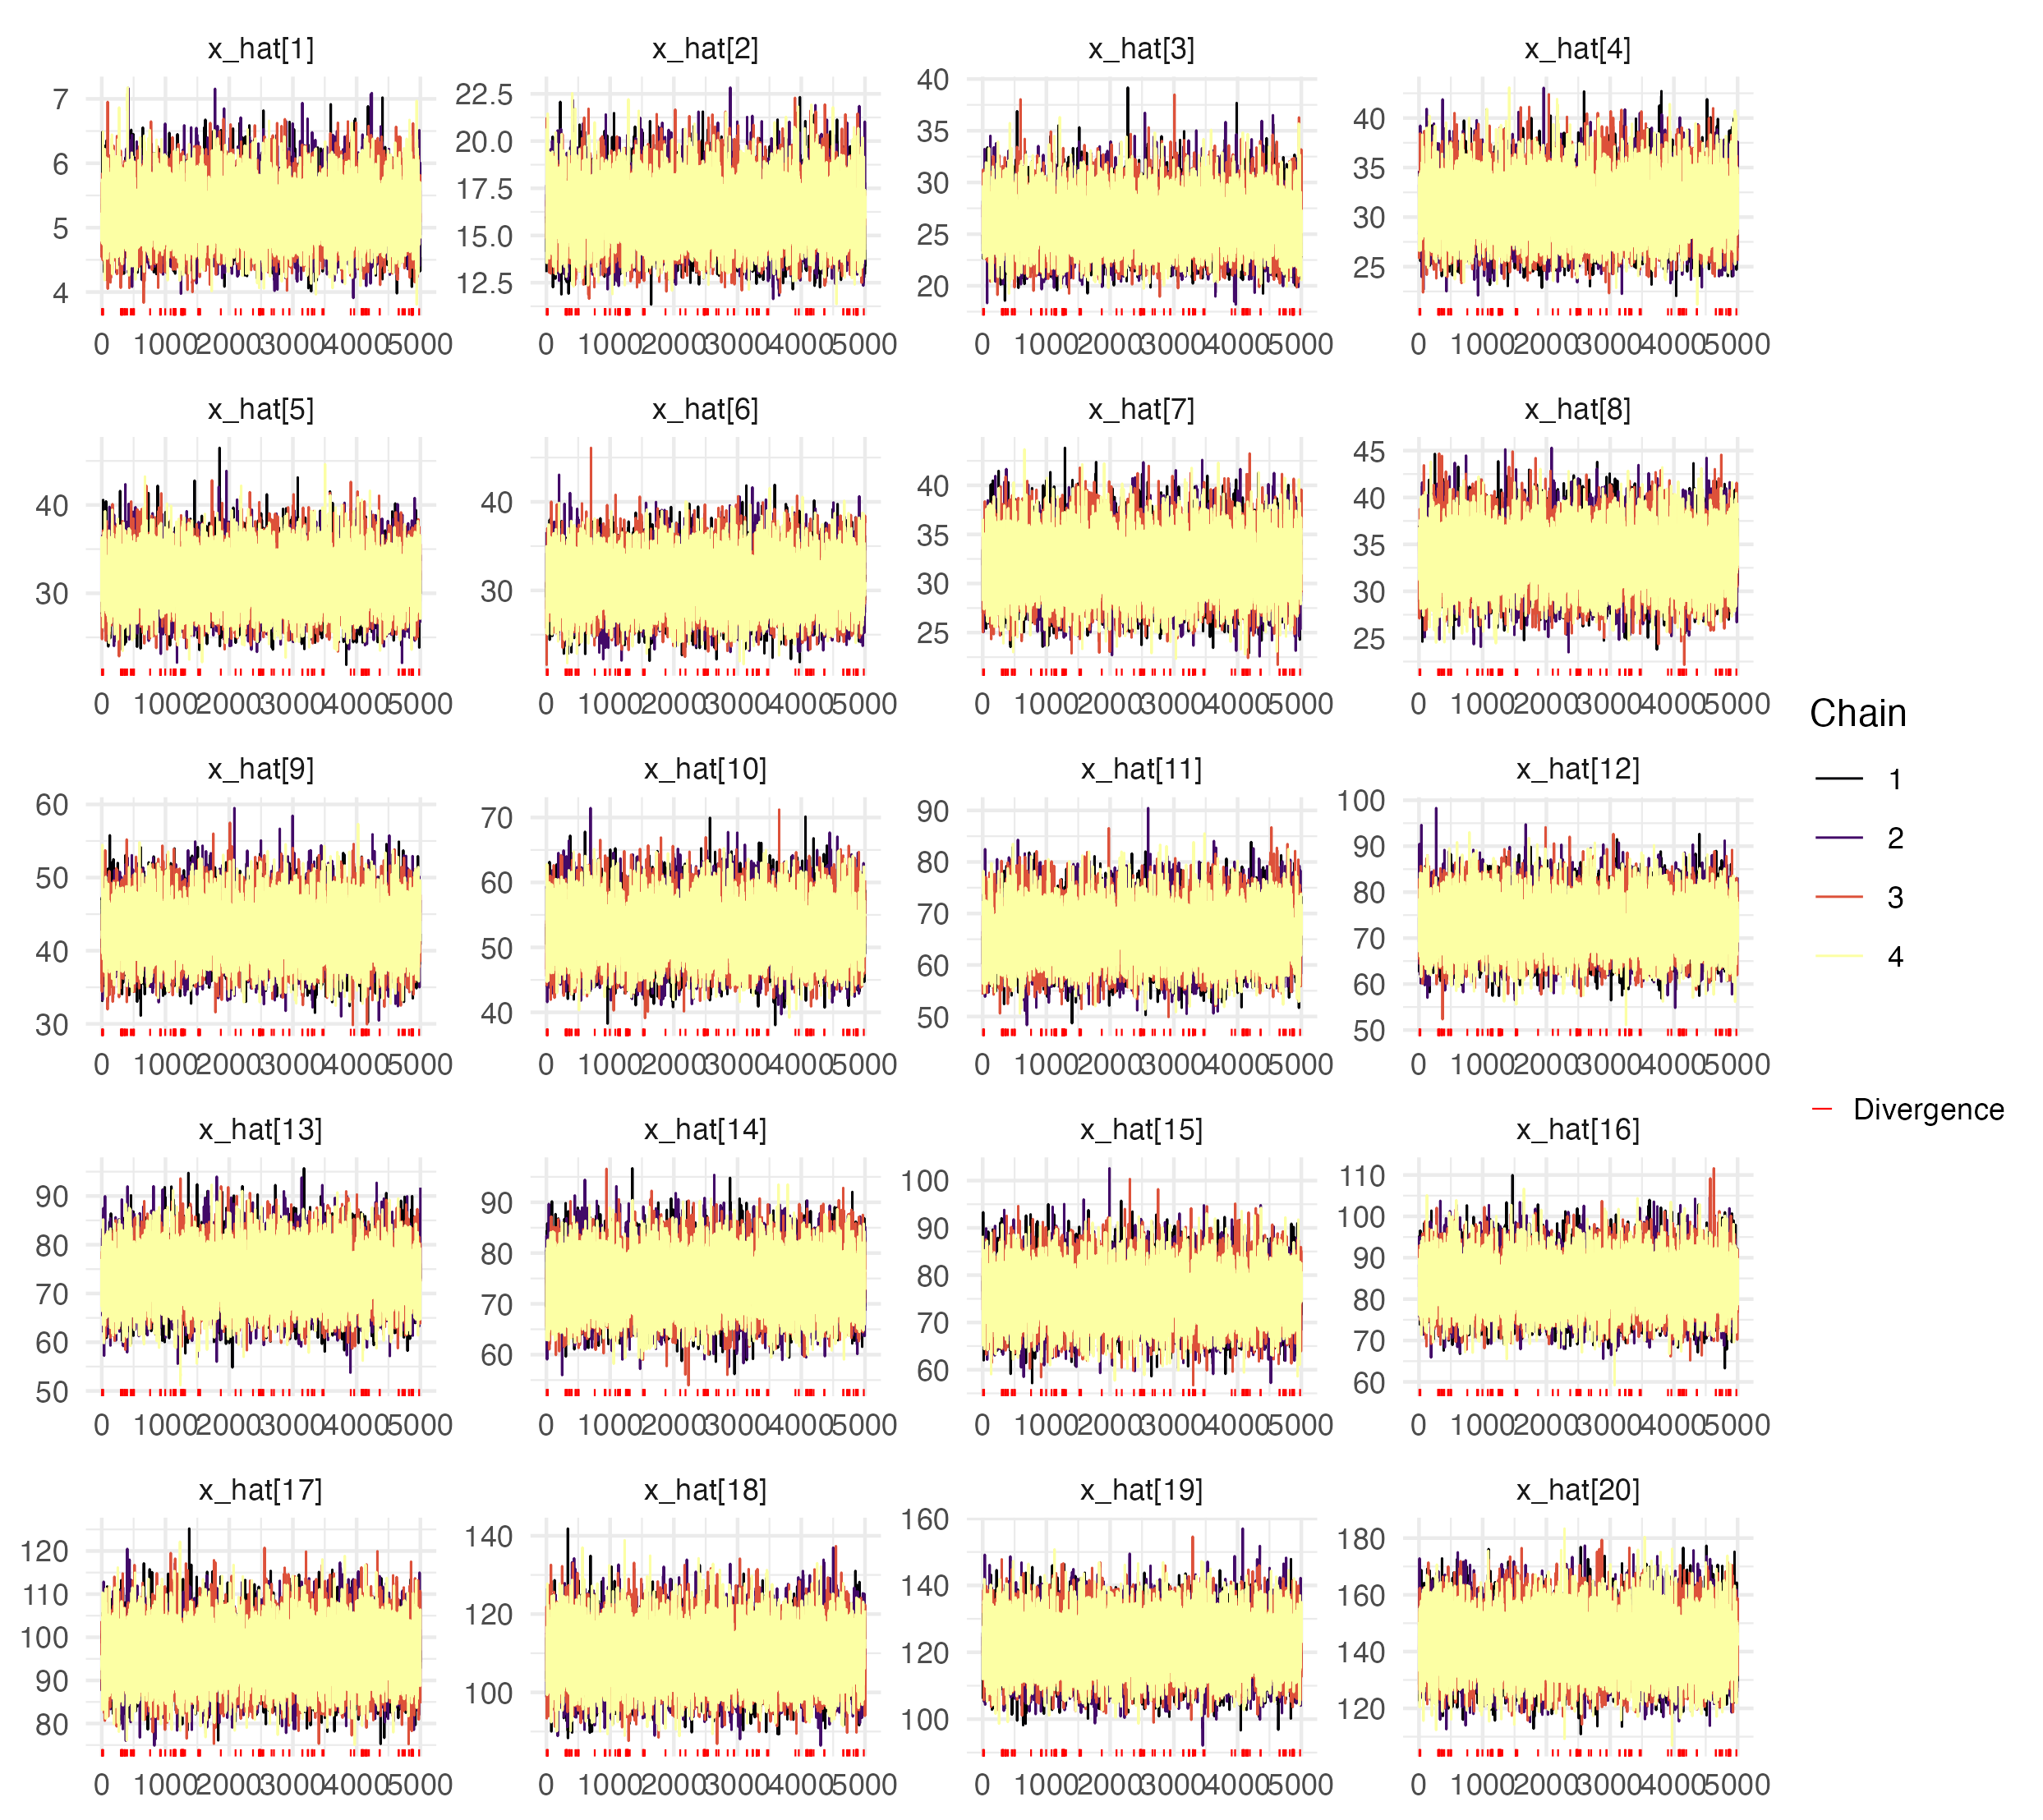 x_hat[1] x_hat[2] x_hat[3] x_hat[4]
7 6 5 4
22.5 20.0 17.5 15.0 12.5
40 35 30 25 20
40 35 30 25
0 1000 2000 3000 4000 5000 0 1000 2000 3000 4000 5000 0 1000 2000 3000 4000 5000 0 1000 2000 3000 4000 5000
x_hat[5] x_hat[6] x_hat[7] x_hat[8]
40 30
40 30
40 35 30 25
45 40 35 30 25
0 1000 2000 3000 4000 5000 0 1000 2000 3000 4000 5000 0 1000 2000 3000 4000 5000 0 1000 2000 3000 4000 5000
x_hat[9] x_hat[10] x_hat[11] x_hat[12]
60 50 40 30
70 60 50 40
90 80 70 60 50
100 90 80 70 60 50
0 1000 2000 3000 4000 5000 0 1000 2000 3000 4000 5000 0 1000 2000 3000 4000 5000 0 1000 2000 3000 4000 5000
x_hat[13] x_hat[14] x_hat[15] x_hat[16]
90 80 70 60 50
90 80 70 60
100 90 80 70 60
110 100 90 80 70 60
0 1000 2000 3000 4000 5000 0 1000 2000 3000 4000 5000 0 1000 2000 3000 4000 5000 0 1000 2000 3000 4000 5000
x_hat[17] x_hat[18] x_hat[19] x_hat[20]
120 110 100 90 80
140 120 100
160 140 120 100
180 160 140 120
0 1000 2000 3000 4000 5000 0 1000 2000 3000 4000 5000 0 1000 2000 3000 4000 5000 0 1000 2000 3000 4000 5000
Chain
1
2
3
4
Divergence